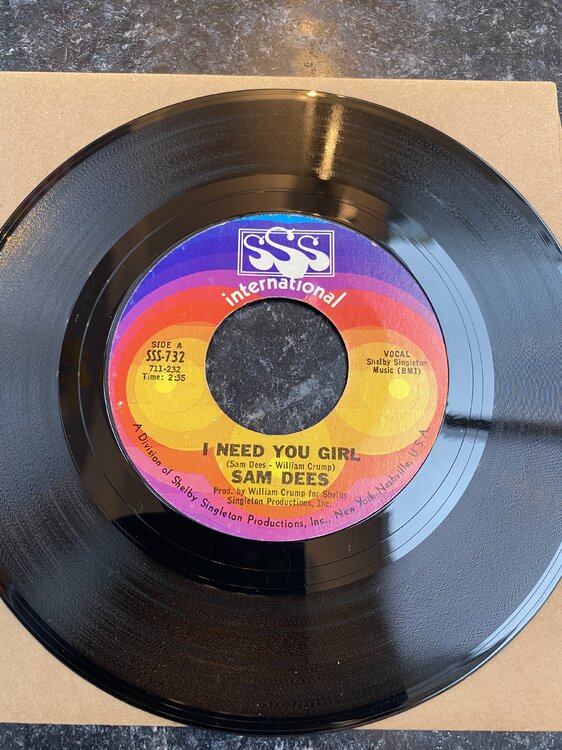 SSS
international
SIDE A
SSS-732
711-232
Time: 2:35
VOCAL
Shelby Singleton
Music (BMI)
I NEED YOU GIRL
(Sam Dees - William Crump)
SAM DEES
Prod. by William Crump for Shelby
Singleton Productions, Inc.
A Division of Shelby Singleton Productions, Inc., New York-Nashville, U.S.A.